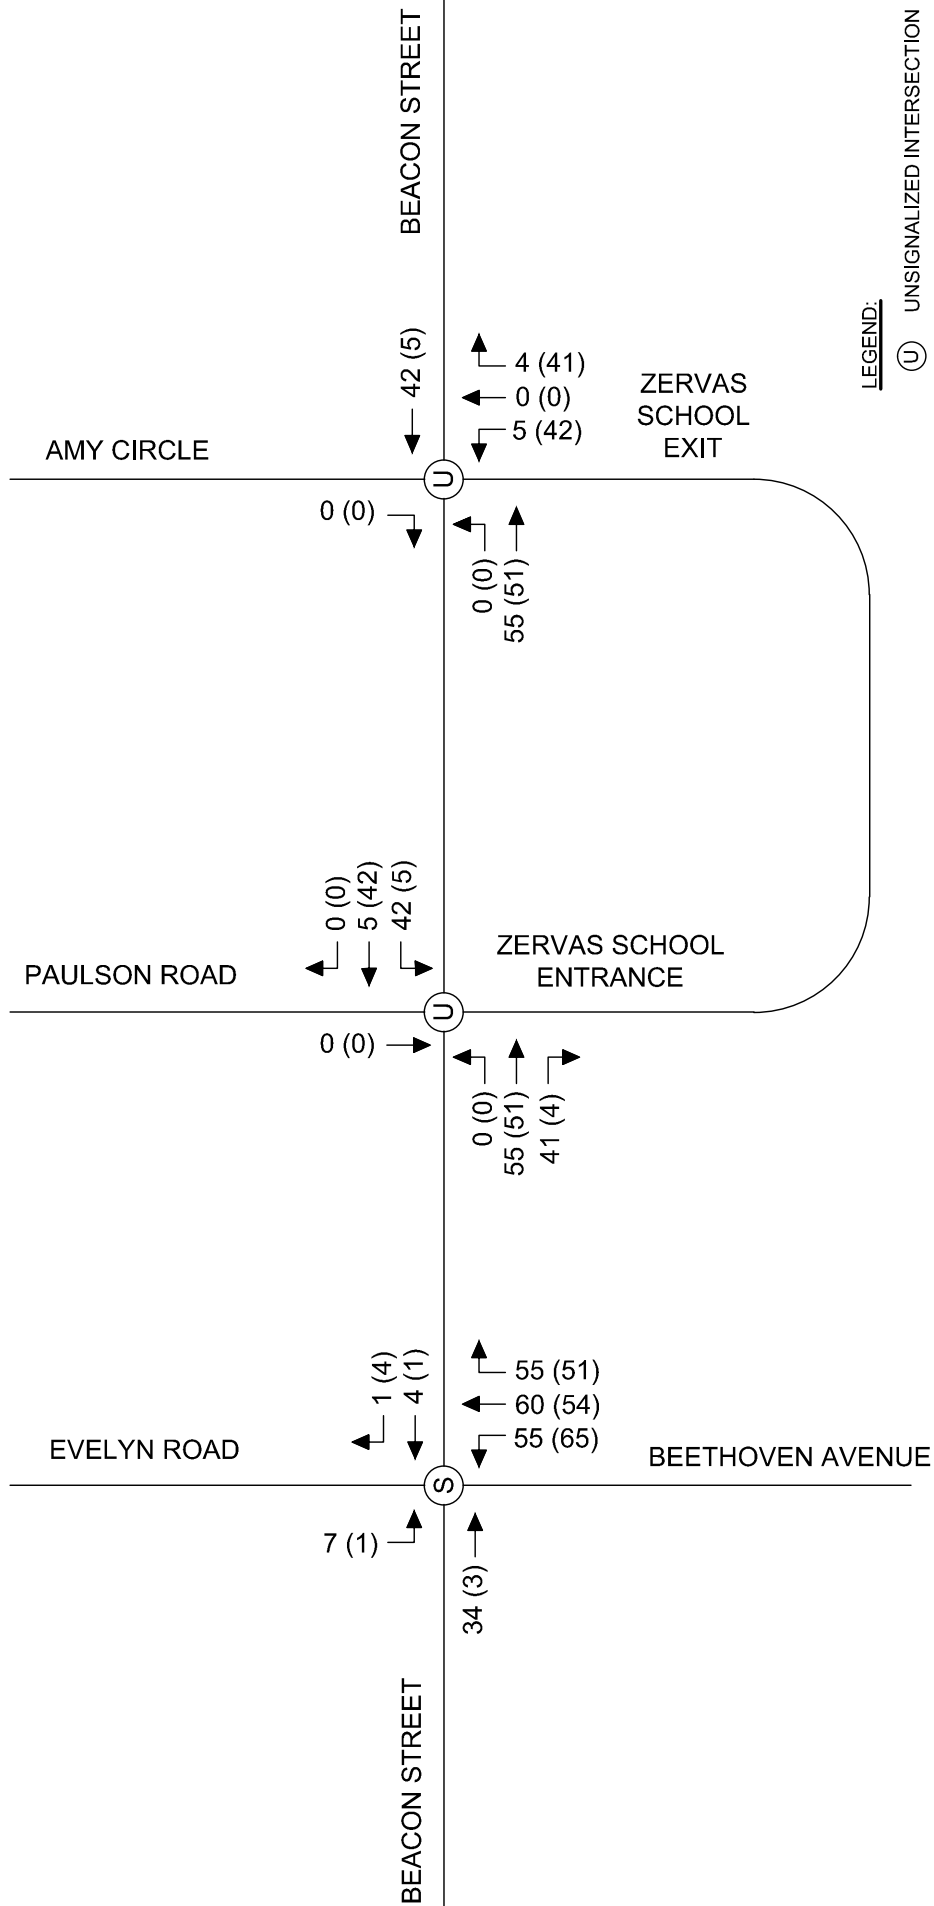 BEACON STREET
UNSIGNALIZED INTERSECTION
LEGEND:
U
42 (5)
4 (41)
0 (0)
5 (42)
ZERVAS
SCHOOL
EXIT
AMY CIRCLE
U
0 (0)
0 (0)
55 (51)
0 (0)
5 (42)
42 (5)
PAULSON ROAD
ZERVAS SCHOOL
ENTRANCE
U
0 (0)
0 (0)
55 (51)
41 (4)
1 (4)
4 (1)
55 (51)
60 (54)
55 (65)
EVELYN ROAD
BEETHOVEN AVENUE
S
7 (1)
34 (3)
BEACON STREET